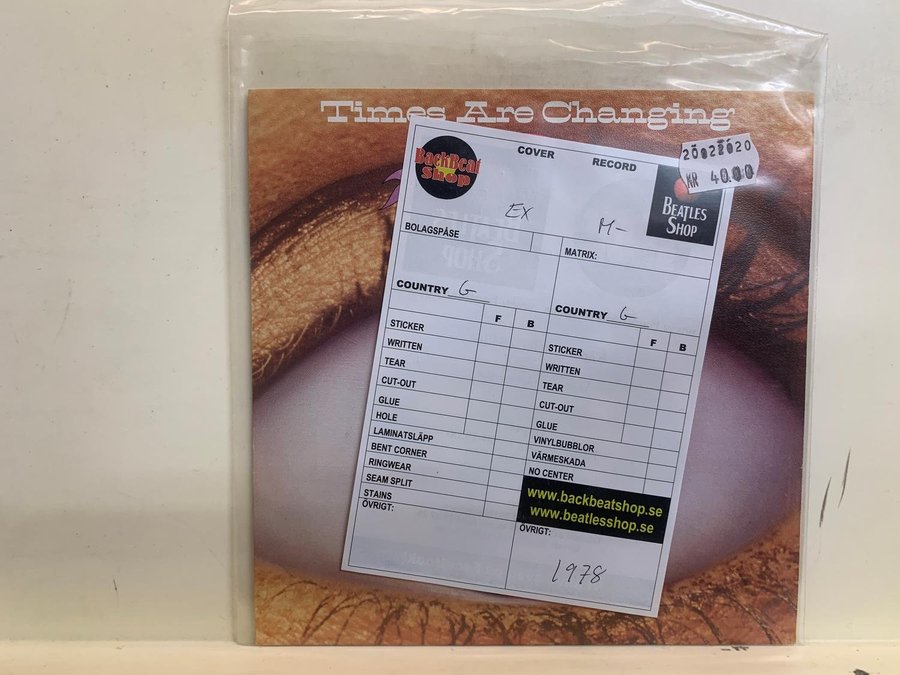 Times Are Changing
20022020
KR 40.00
BackBeat
Shop
COVER
RECORD
BEATLES
SHOP
EX
M-
BOLAGSPÅSE
MATRIX:
COUNTRY G
COUNTRY G
F B
F B
STICKER
WRITTEN
TEAR
CUT-OUT
GLUE
HOLE
LAMINATSLÄPP
BENT CORNER
RINGWEAR
SEAM SPLIT
STAINS
ÖVRIGT:
STICKER
WRITTEN
TEAR
CUT-OUT
GLUE
VINYLBUBBLOR
VÄRMESKADA
NO CENTER
www.backbeatshop.se
www.beatlesshop.se
ÖVRIGT:
1978